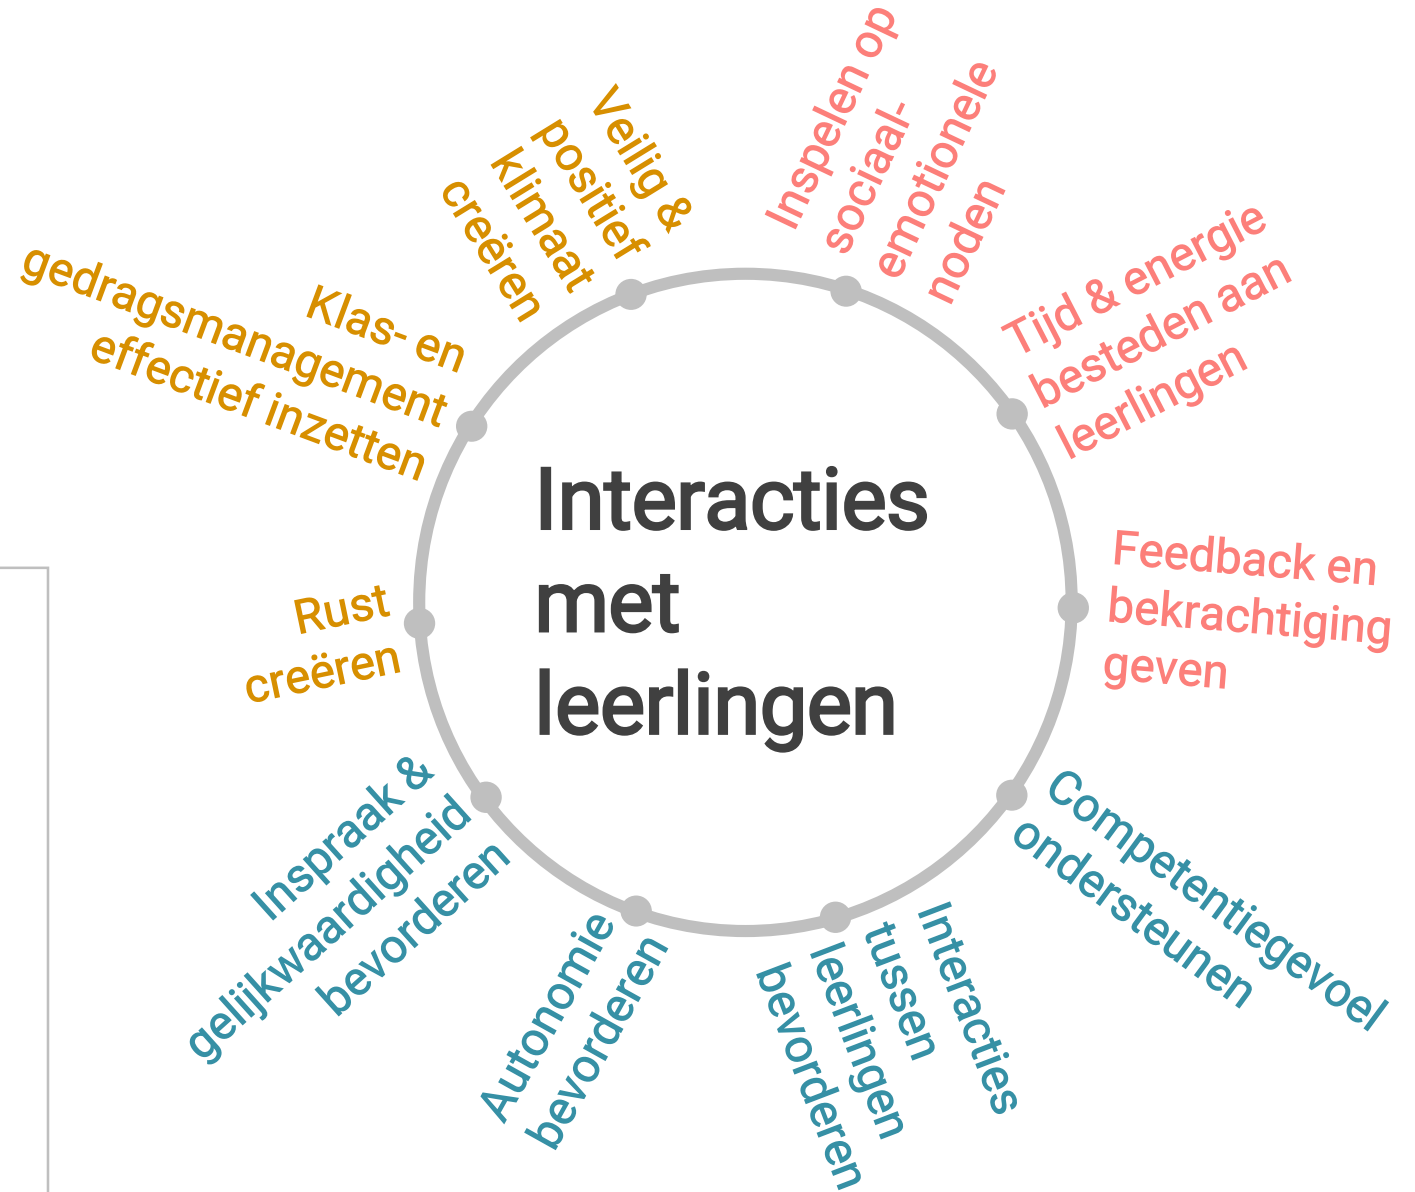 Interacties
met
leerlingen
Inspelen op
sociaal-
emotionele
noden
Tijd & energie
besteden aan
leerlingen
Feedback en
bekrachtiging
geven
Competentiegevoel
ondersteunen
Interacties
tussen
leerlingen
bevorderen
Autonomie
bevorderen
Inspraak &
gelijkwaardigheid
bevorderen
Rust
creëren
Klas- en
gedragsmanagement
effectief inzetten
Veilig &
positief
klimaat
creëren